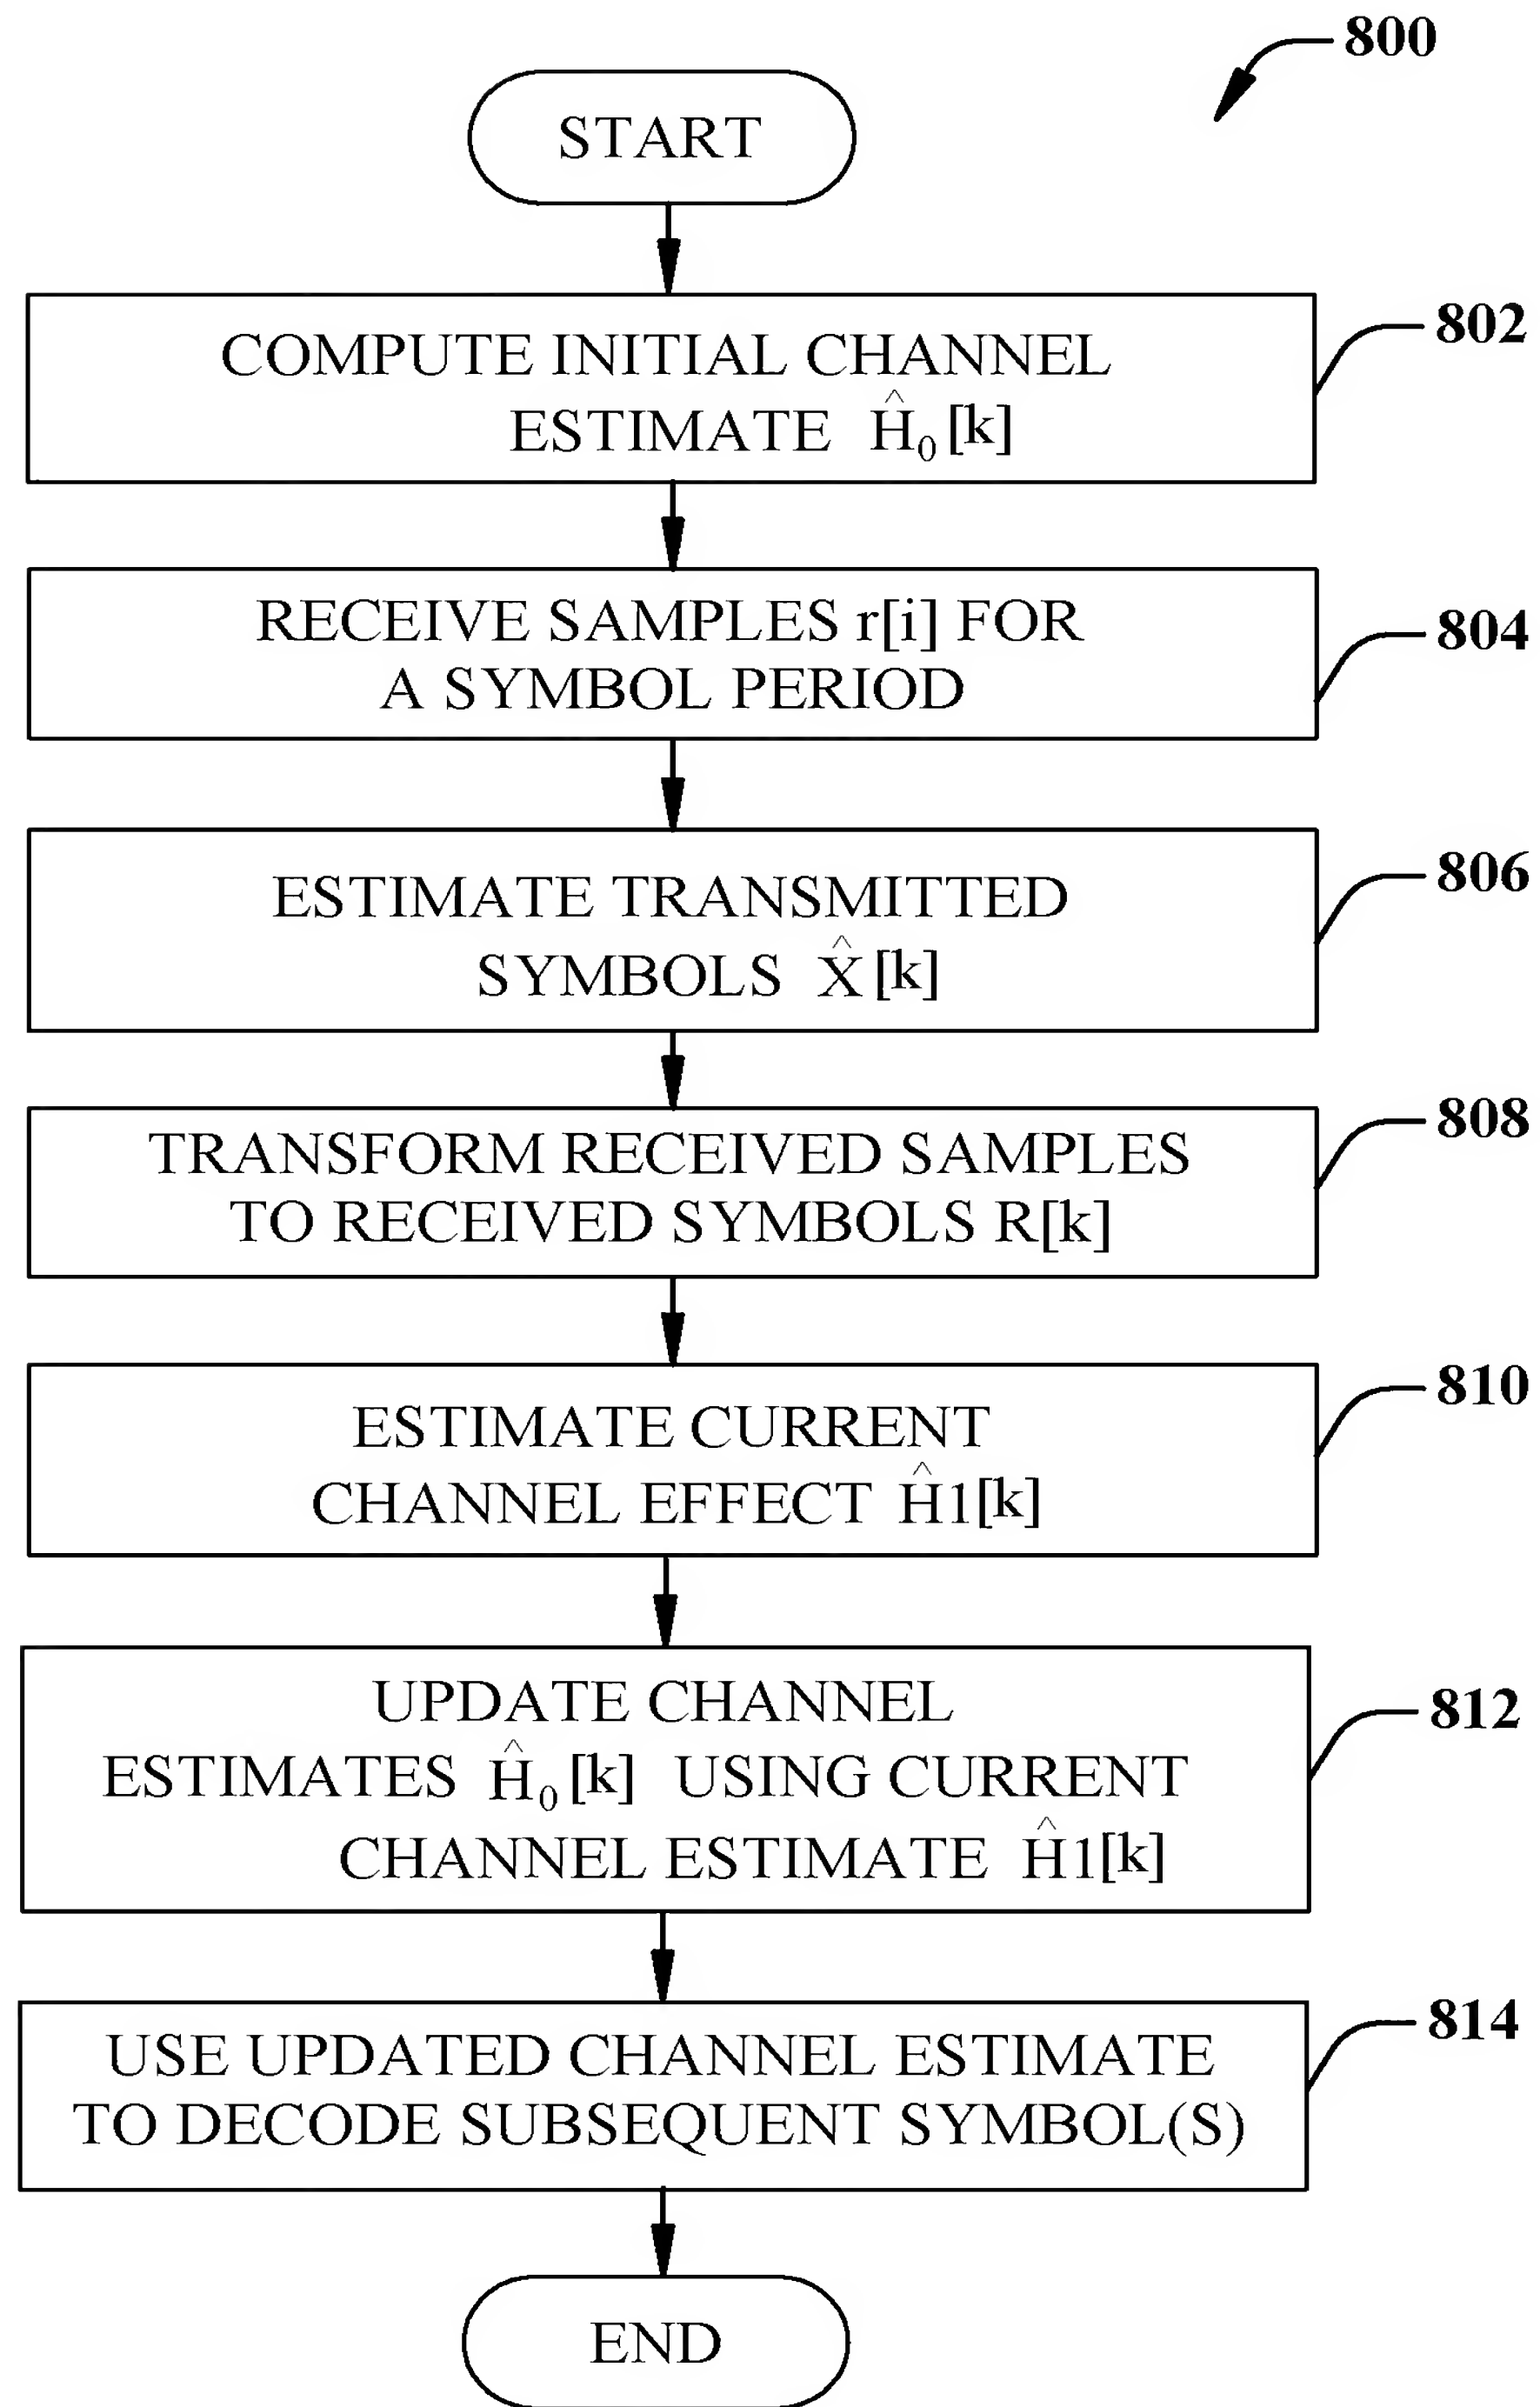 800
START
COMPUTE INITIAL CHANNEL
ESTIMATE Ĥ₀[k]
802
RECEIVE SAMPLES r[i] FOR
A SYMBOL PERIOD
804
ESTIMATE TRANSMITTED
SYMBOLS X̂[k]
806
TRANSFORM RECEIVED SAMPLES
TO RECEIVED SYMBOLS R[k]
808
ESTIMATE CURRENT
CHANNEL EFFECT Ĥ1[k]
810
UPDATE CHANNEL
ESTIMATES Ĥ₀[k] USING CURRENT
CHANNEL ESTIMATE Ĥ1[k]
812
USE UPDATED CHANNEL ESTIMATE
TO DECODE SUBSEQUENT SYMBOL(S)
814
END